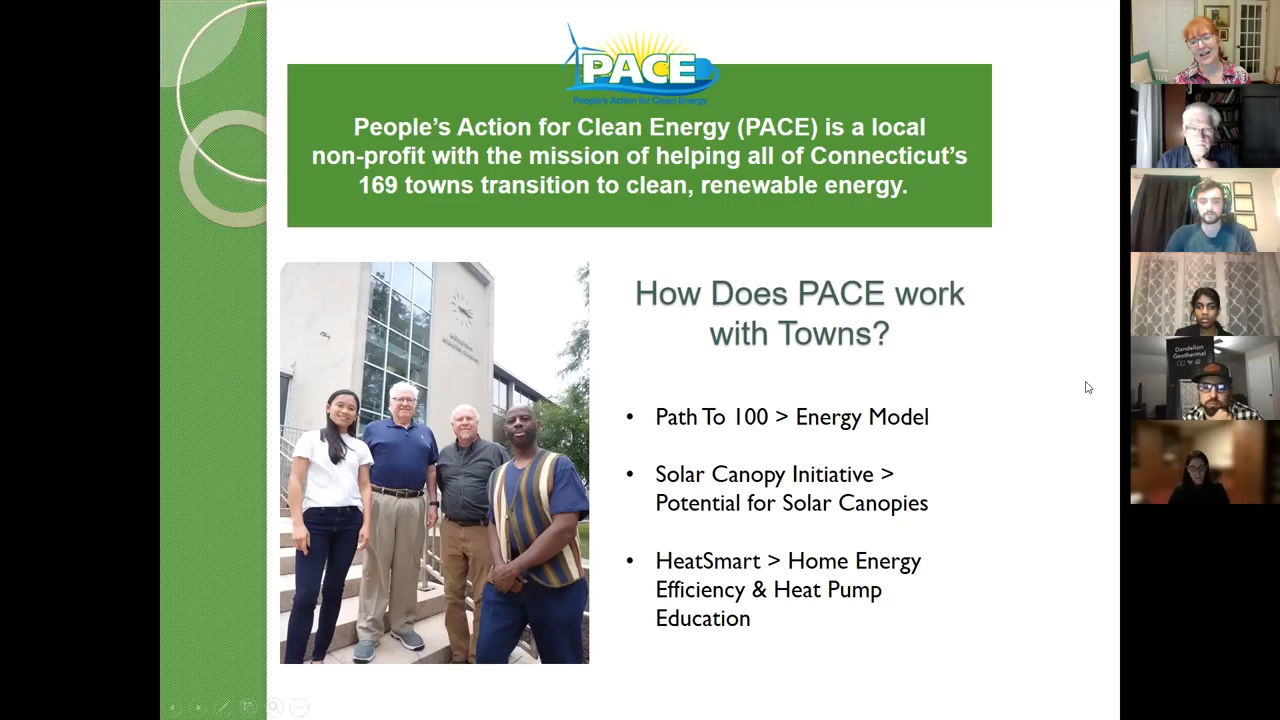 PACE
People's Action for Clean Energy
People's Action for Clean Energy (PACE) is a local
non-profit with the mission of helping all of Connecticut's
169 towns transition to clean, renewable energy.
How Does PACE work
with Towns?
• Path To 100 > Energy Model
• Solar Canopy Initiative >
Potential for Solar Canopies
• HeatSmart > Home Energy
Efficiency & Heat Pump
Education
Dandelion
Geothermal